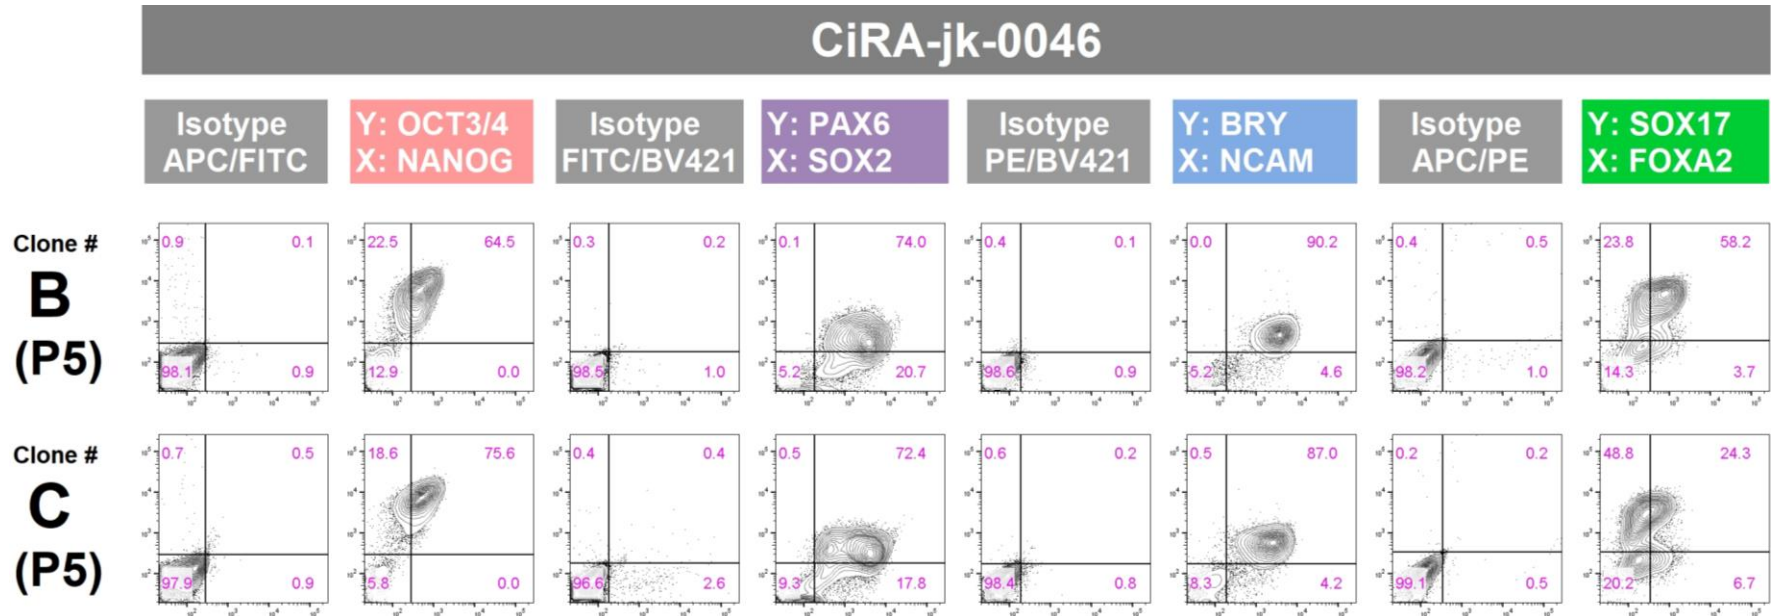 CiRA-jk-0046
Isotype APC/FITC
Y: OCT3/4 X: NANOG
Isotype FITC/BV421
Y: PAX6 X: SOX2
Isotype PE/BV421
Y: BRY X: NCAM
Isotype APC/PE
Y: SOX17 X: FOXA2
Clone #
B
(P5)
0.9 0.1 22.5 64.5 0.3 0.2 0.1 74.0 0.4 0.1 0.0 90.2 0.4 0.5 23.8 58.2
98.1 0.9 12.9 0.0 98.5 1.0 5.2 20.7 98.6 0.9 5.2 4.6 98.2 1.0 14.3 3.7
Clone #
C
(P5)
0.7 0.5 18.6 75.6 0.4 0.4 0.5 72.4 0.6 0.2 0.5 87.0 0.2 0.2 48.8 24.3
97.9 0.9 5.8 0.0 96.6 2.6 9.3 17.8 98.4 0.8 8.3 4.2 99.1 0.5 20.2 6.7